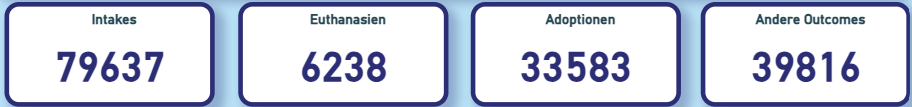 Intakes
79637
Euthanasien
6238
Adoptionen
33583
Andere Outcomes
39816